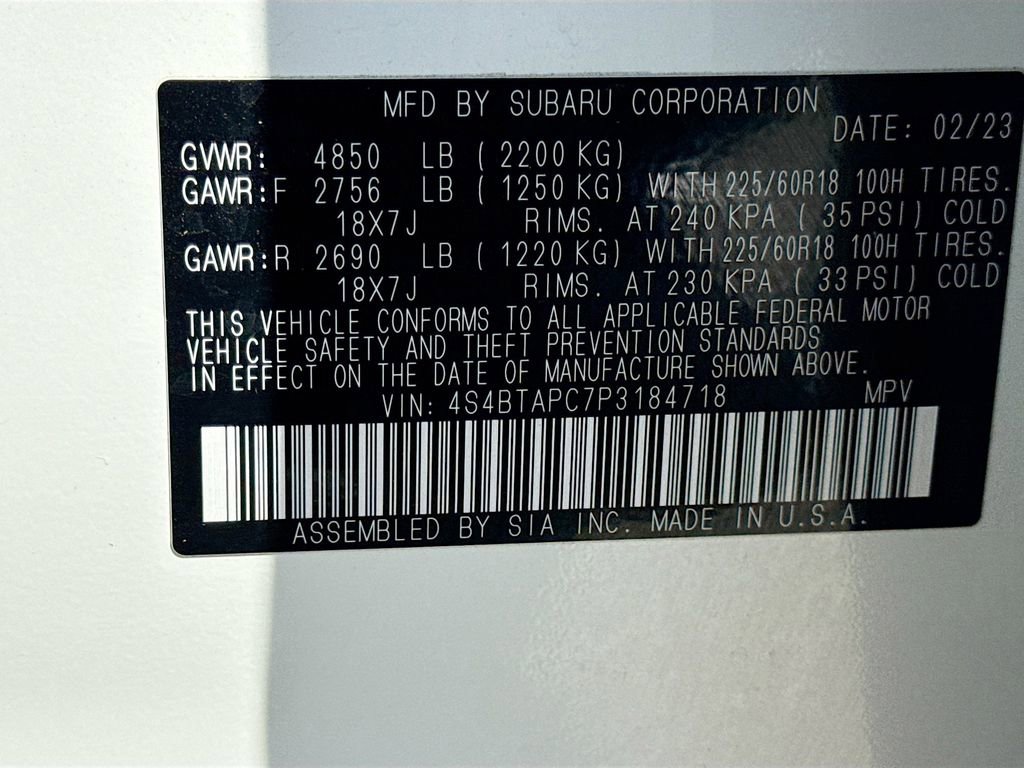 MFD BY SUBARU CORPORATION
DATE: 02/23
GVWR: 4850 LB ( 2200 KG)
GAWR:F 2756 LB ( 1250 KG) WITH 225/60R18 100H TIRES.
18X7J RIMS. AT 240 KPA ( 35 PSI) COLD
GAWR:R 2690 LB ( 1220 KG) WITH 225/60R18 100H TIRES.
18X7J RIMS. AT 230 KPA ( 33 PSI) COLD
THIS VEHICLE CONFORMS TO ALL APPLICABLE FEDERAL MOTOR
VEHICLE SAFETY AND THEFT PREVENTION STANDARDS
IN EFFECT ON THE DATE OF MANUFACTURE SHOWN ABOVE.
VIN: 4S4BTAPC7P3184718 MPV
ASSEMBLED BY SIA INC. MADE IN U.S.A.